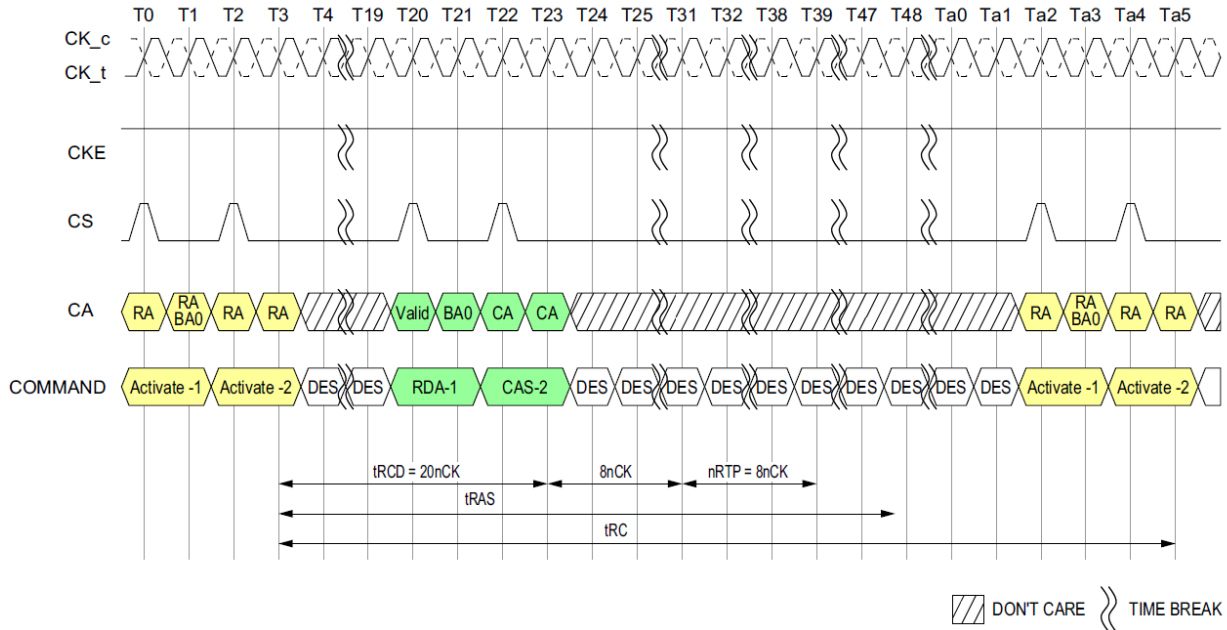 T0 T1 T2 T3 T4 T19 T20 T21 T22 T23 T24 T25 T31 T32 T38 T39 T47 T48 Ta0 Ta1 Ta2 Ta3 Ta4 Ta5
CK_c
CK_t
CKE
CS
CA RA RA BA0 RA RA Valid BA0 CA CA RA RA BA0 RA RA
COMMAND Activate -1 Activate -2 DES DES RDA-1 CAS-2 DES DES DES DES DES DES DES DES DES DES Activate -1 Activate -2
tRCD = 20nCK 8nCK nRTP = 8nCK
tRAS
tRC
DON'T CARE TIME BREAK